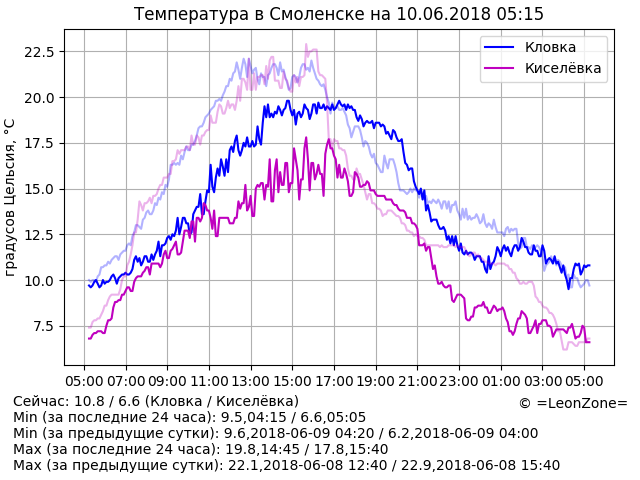 Температура в Смоленске на 10.06.2018 05:15
градусов Цельсия, °C
22.5
20.0
17.5
15.0
12.5
10.0
7.5
Кловка
Киселёвка
05:00 07:00 09:00 11:00 13:00 15:00 17:00 19:00 21:00 23:00 01:00 03:00 05:00
Сейчас: 10.8 / 6.6 (Кловка / Киселёвка)
© =LeonZone=
Min (за последние 24 часа): 9.5,04:15 / 6.6,05:05
Min (за предыдущие сутки): 9.6,2018-06-09 04:20 / 6.2,2018-06-09 04:00
Max (за последние 24 часа): 19.8,14:45 / 17.8,15:40
Max (за предыдущие сутки): 22.1,2018-06-08 12:40 / 22.9,2018-06-08 15:40